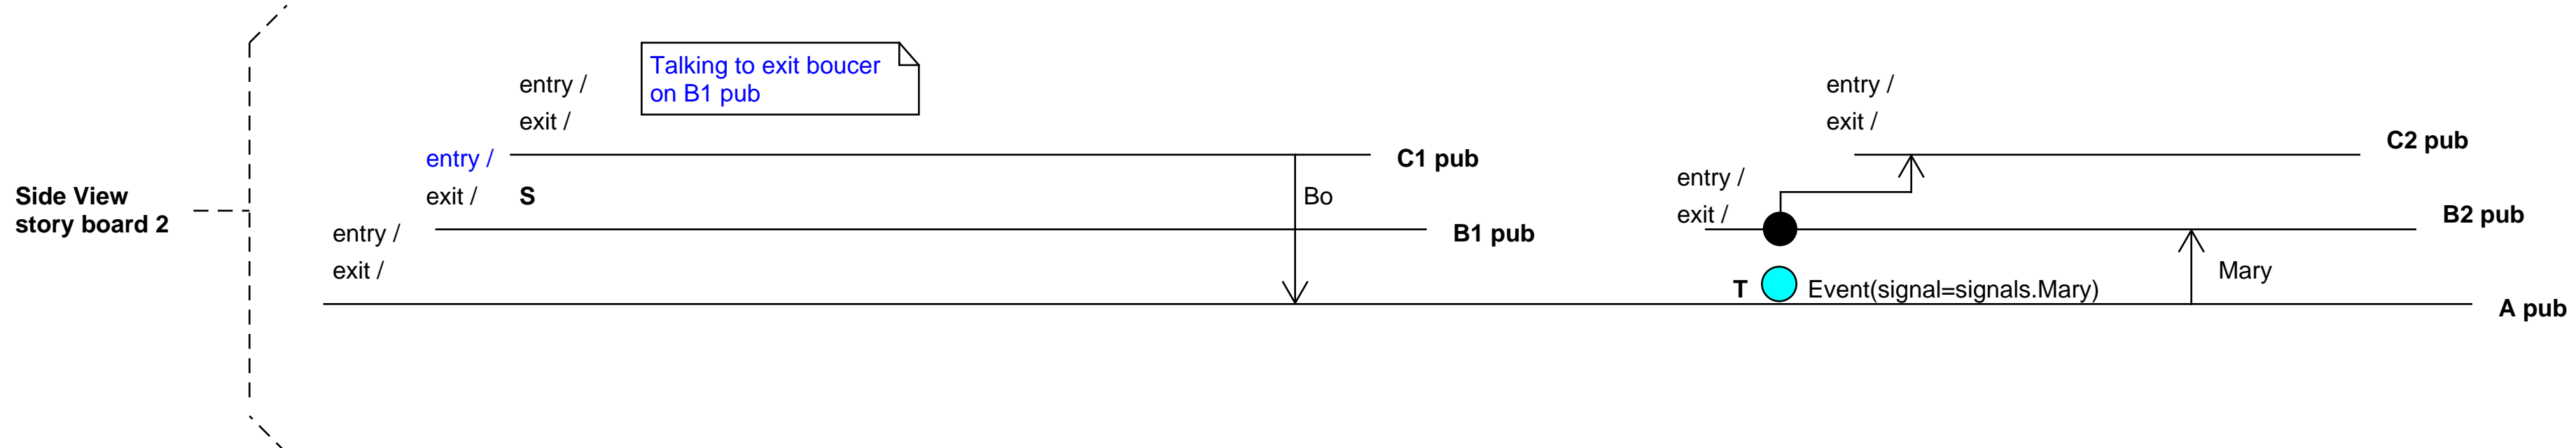 Talking to exit boucer
on B1 pub
entry /
exit /
entry /
exit /
C2 pub
entry /
C1 pub
exit /
S
Side View
story board 2
Bo
entry /
exit /
B2 pub
entry /
exit /
B1 pub
Mary
T
Event(signal=signals.Mary)
A pub